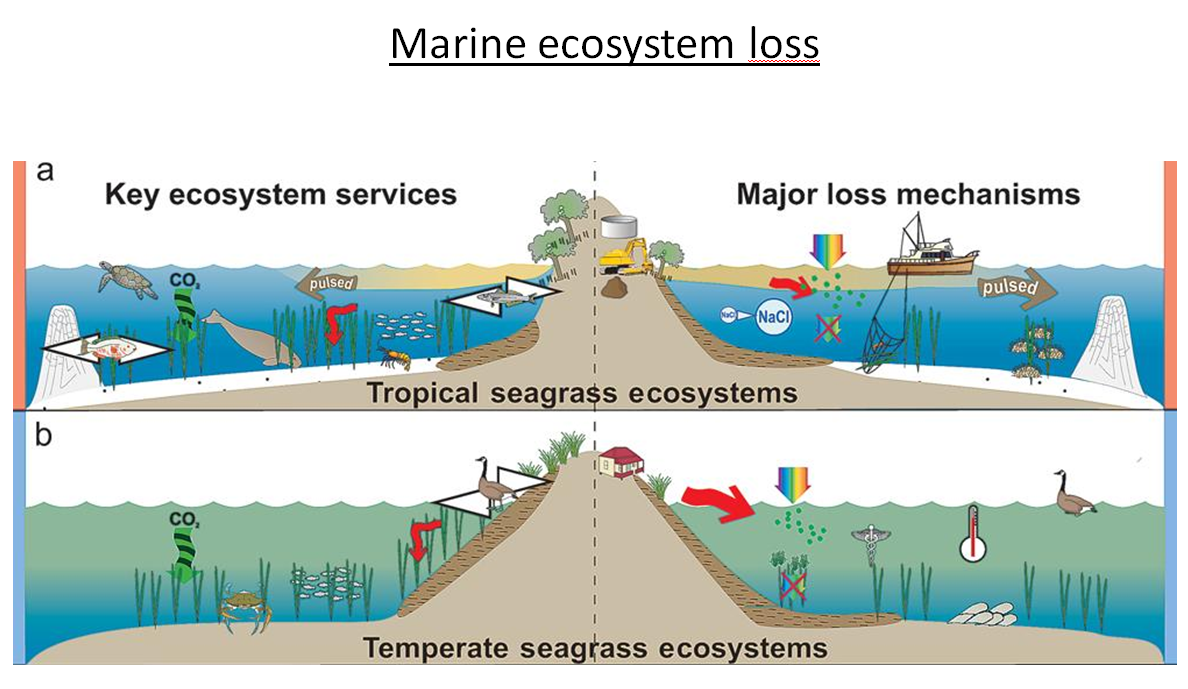 Marine ecosystem loss
a
Key ecosystem services
Major loss mechanisms
CO₂
pulsed
pulsed
NaCl
NaCl
Tropical seagrass ecosystems
b
CO₂
Temperate seagrass ecosystems